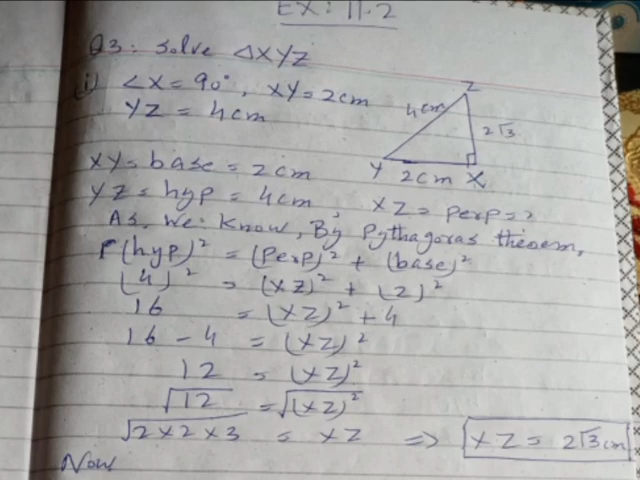 EX: 11.2
Q3: Solve ΔXYZ
(i) ∠X = 90°, XY = 2cm
YZ = 4cm
Z
4cm
2√3
Y 2cm X
XY = base = 2cm
YZ = hyp = 4cm, XZ = perp = ?
As, We Know, By Pythagoras theoem,
(hyp)² = (Perp)² + (base)²
(4)² = (XZ)² + (2)²
16 = (XZ)² + 4
16 - 4 = (XZ)²
12 = (XZ)²
√12 = √(XZ)²
√2×2×3 = XZ => XZ = 2√3cm
Now